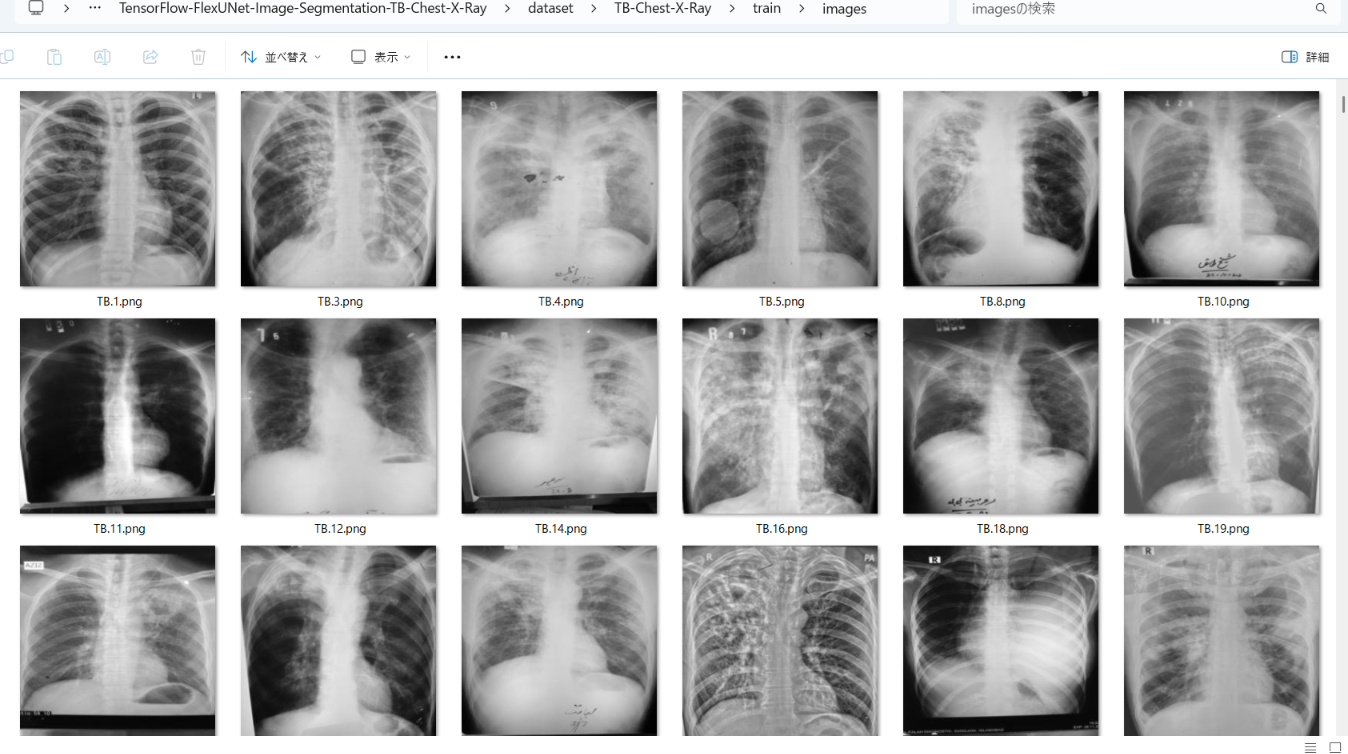 TensorFlow-FlexUNet-Image-Segmentation-TB-Chest-X-Ray > dataset > TB-Chest-X-Ray > train > images
imagesの検索
並べ替え
表示
詳細
TB.1.png TB.3.png TB.4.png TB.5.png TB.8.png TB.10.png
R
TB.11.png TB.12.png TB.14.png TB.16.png TB.18.png TB.19.png
AZIZ R PA R R